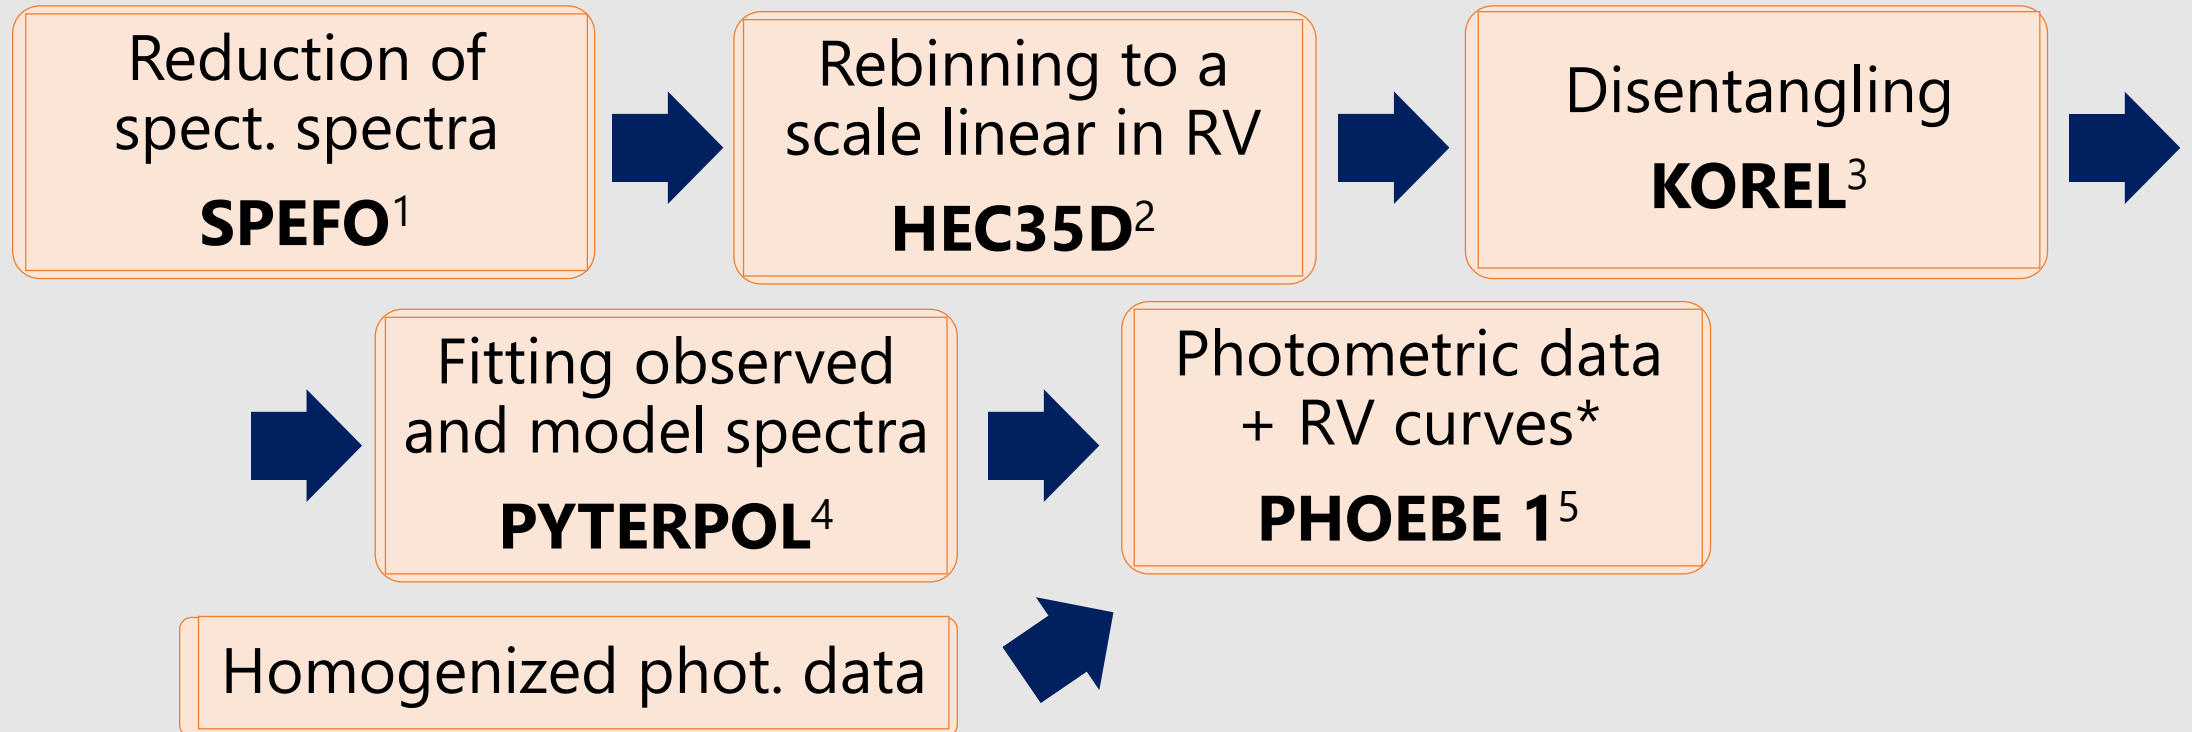 Reduction of
spect. spectra
SPEFO1
Rebinning to a
scale linear in RV
HEC35D2
Disentangling
KOREL3
Fitting observed
and model spectra
PYTERPOL4
Photometric data
+ RV curves*
PHOEBE 15
Homogenized phot. data